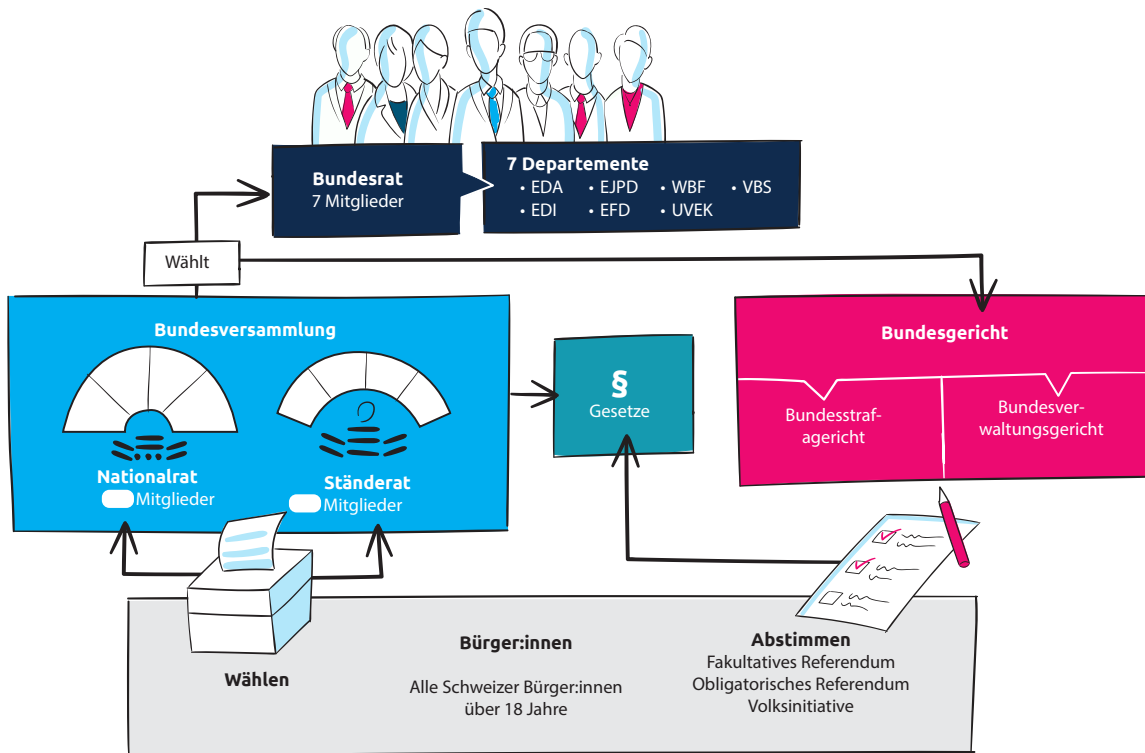 Bundesrat
7 Mitglieder
7 Departemente
• EDA • EJPD • WBF • VBS
• EDI • EFD • UVEK
Wählt
Bundesversammlung
Nationalrat
Mitglieder
Ständerat
Mitglieder
§
Gesetze
Bundesgericht
Bundesstraf-
agericht
Bundesver-
waltungsgericht
Wählen
Bürger:innen
Alle Schweizer Bürger:innen
über 18 Jahre
Abstimmen
Fakultatives Referendum
Obligatorisches Referendum
Volksinitiative